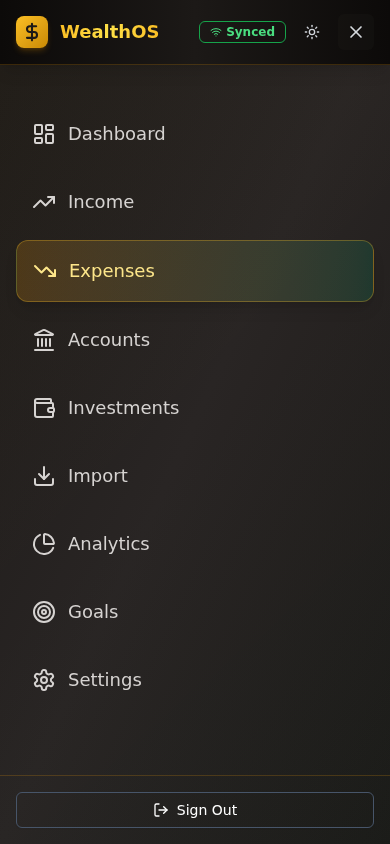 WealthOS
Synced
Dashboard
Income
Expenses
Accounts
Investments
Import
Analytics
Goals
Settings
Sign Out